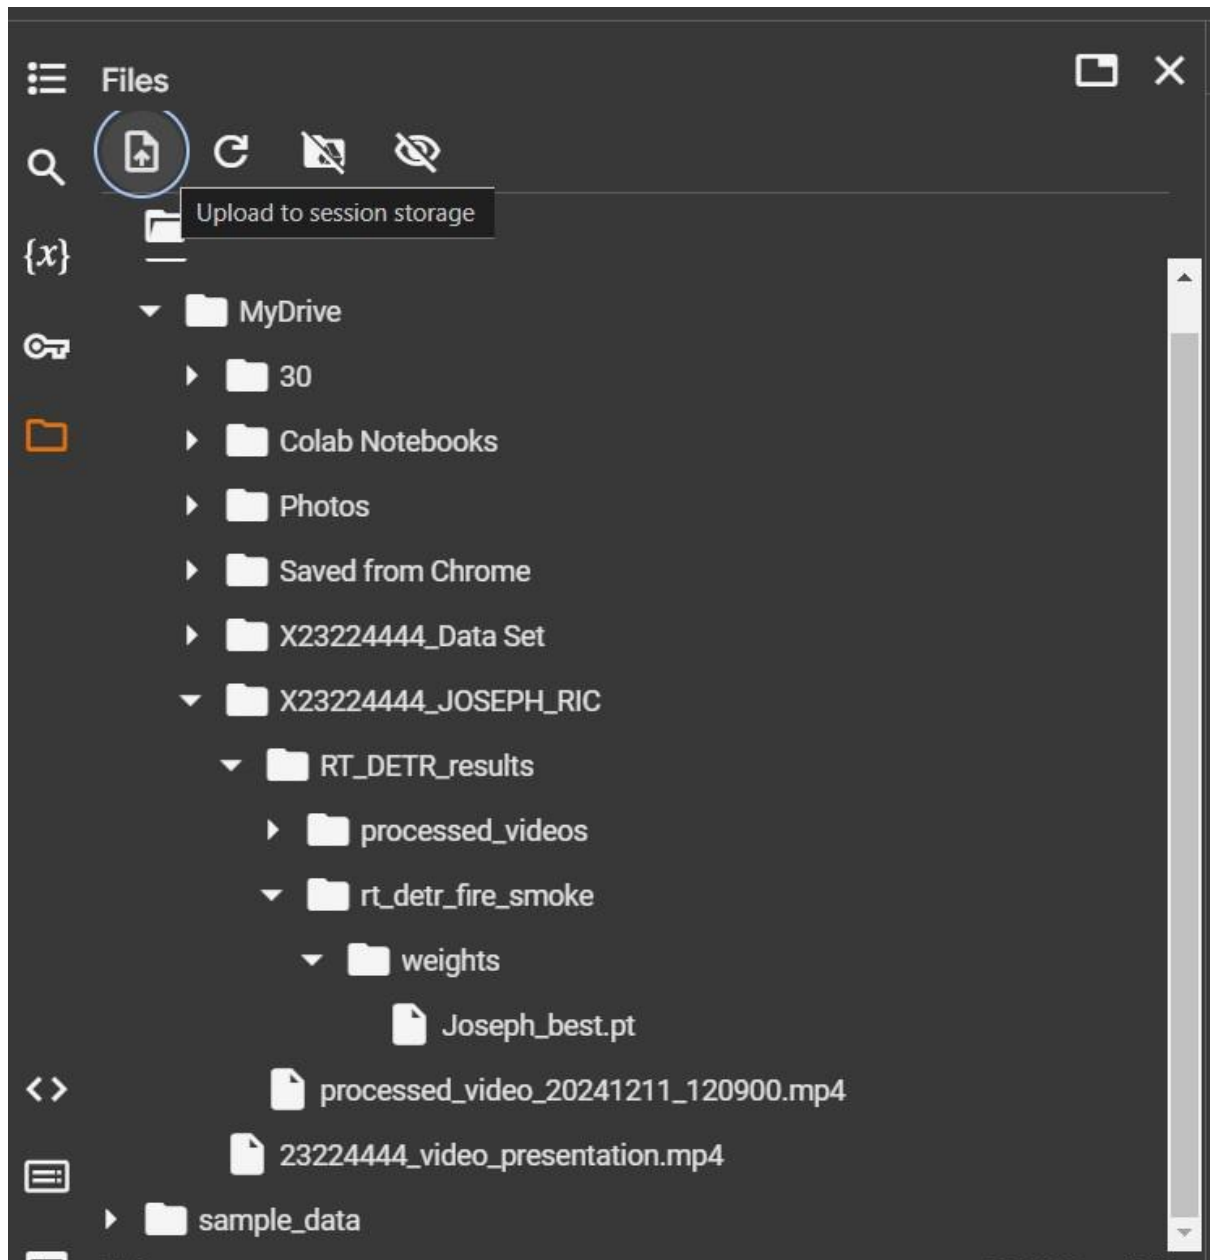 Files
Upload to session storage
{x}
MyDrive
30
Colab Notebooks
Photos
Saved from Chrome
X23224444_Data Set
X23224444_JOSEPH_RIC
RT_DETR_results
processed_videos
rt_detr_fire_smoke
weights
Joseph_best.pt
processed_video_20241211_120900.mp4
23224444_video_presentation.mp4
sample_data